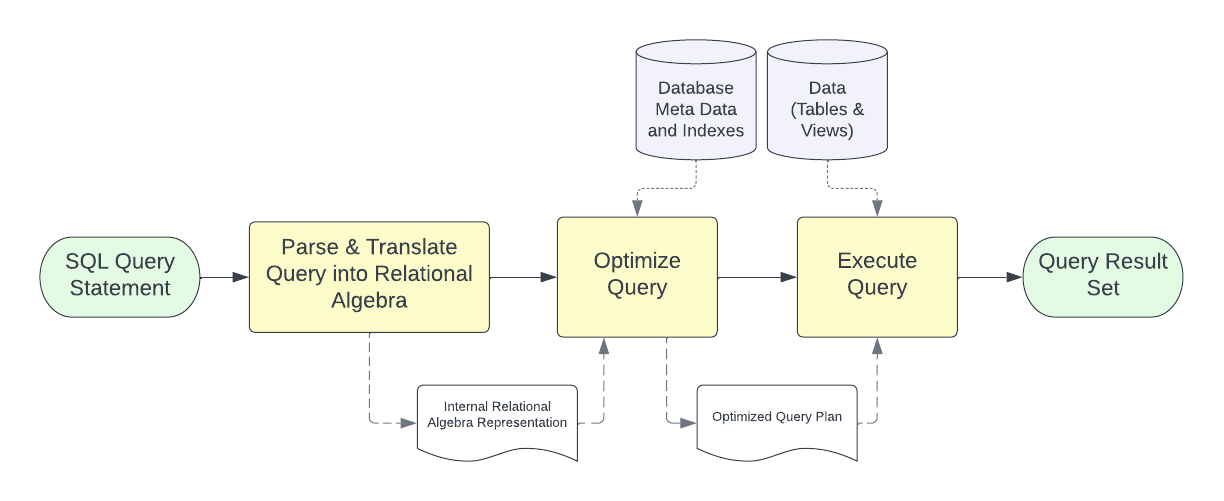 Database
Meta Data
and Indexes
Data
(Tables &
Views)
SQL Query
Statement
Parse & Translate
Query into Relational
Algebra
Optimize
Query
Execute
Query
Query Result
Set
Internal Relational
Algebra Representation
Optimized Query Plan